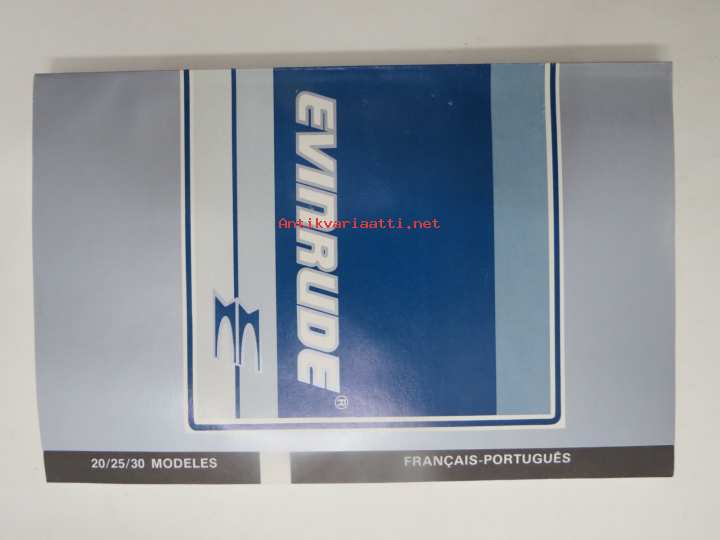 EVINRUDE®
Antikvariaatti.net
20/25/30 MODELES
FRANÇAIS-PORTUGUÊS